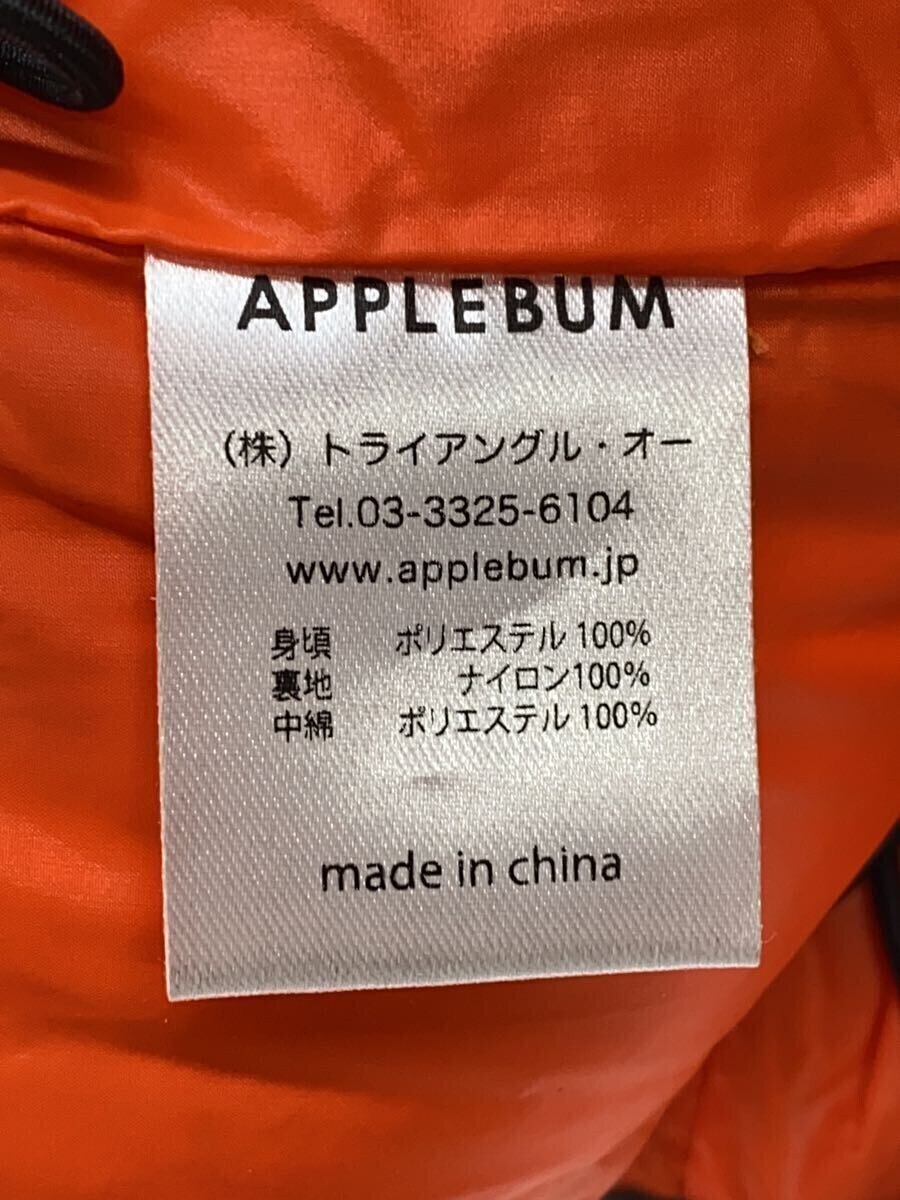 APPLEBUM
(株)トライアングル・オー
Tel.03-3325-6104
www.applebum.jp
身頃 ポリエステル 100%
裏地 ナイロン100%
中綿 ポリエステル 100%
made in china